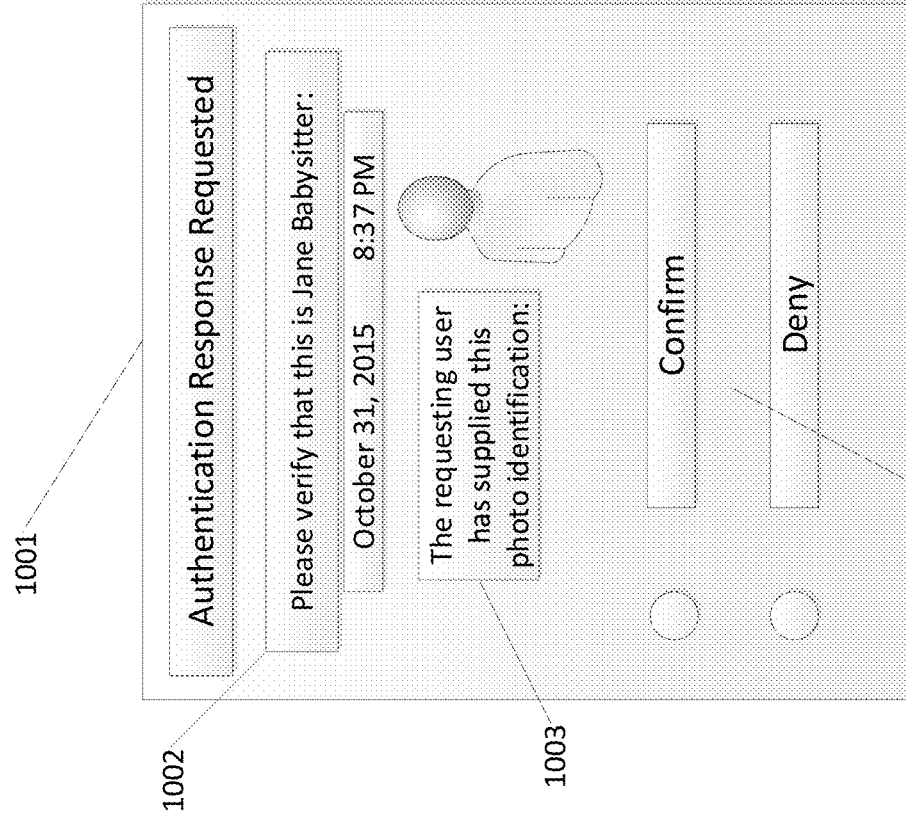 1001
Authentication Response Requested
1002
Please verify that this is Jane Babysitter:
October 31, 2015 8:37 PM
1003
The requesting user
has supplied this
photo identification:
Confirm
Deny